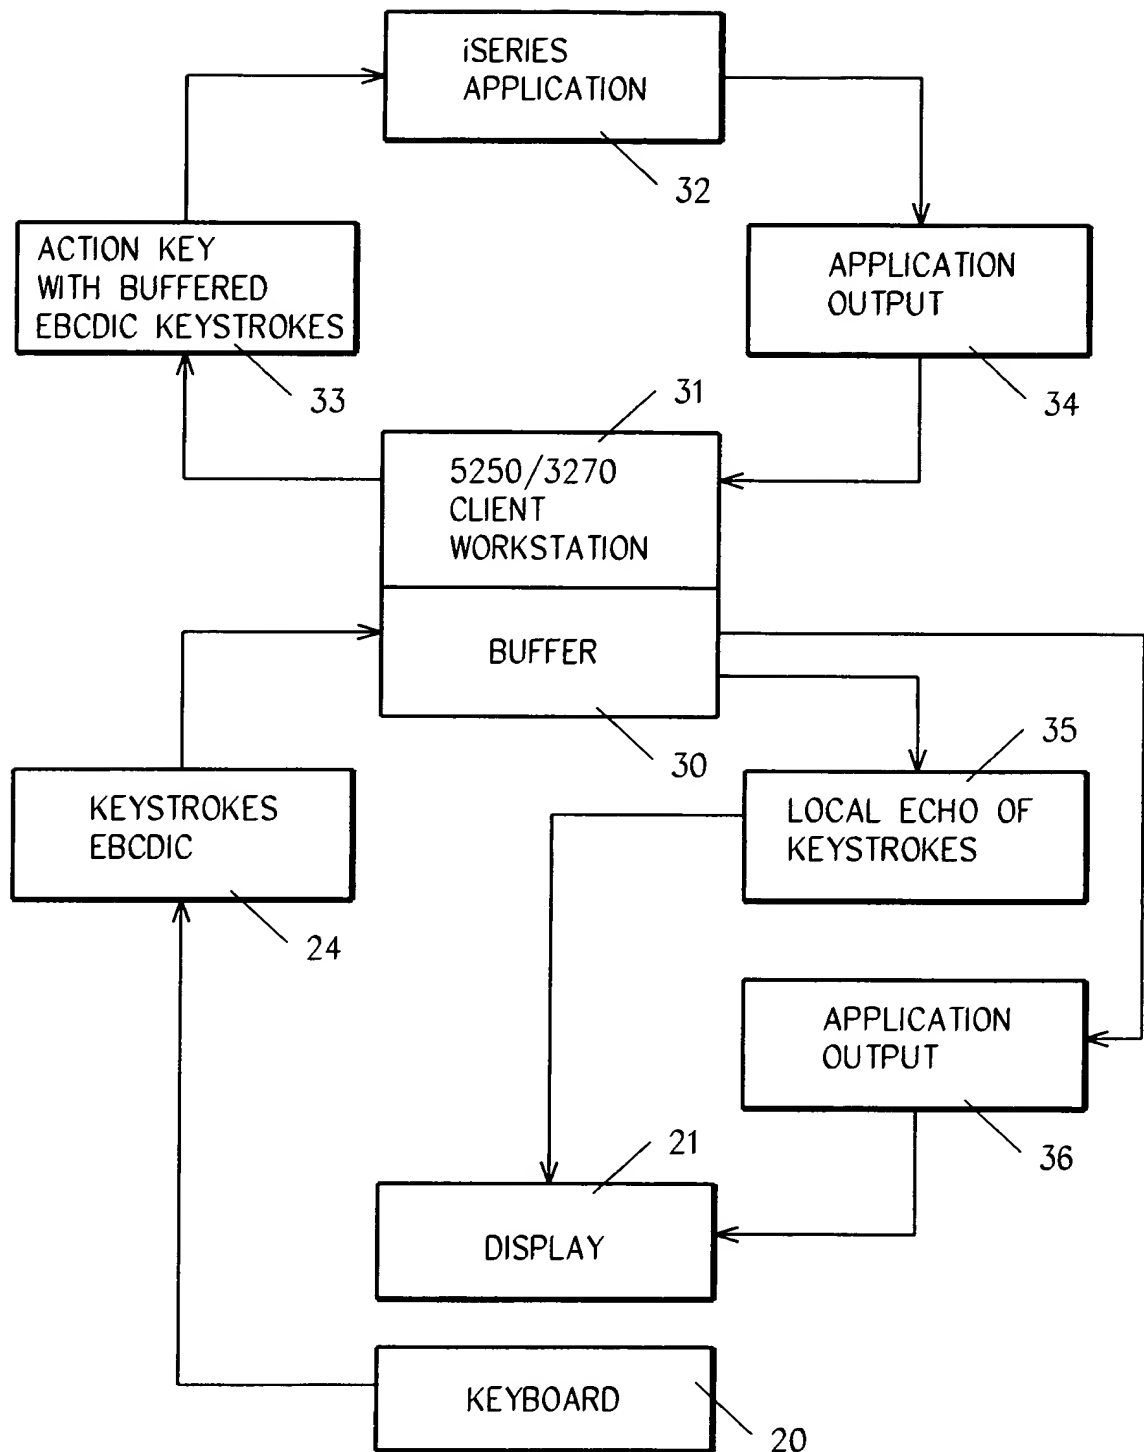 iSERIES
APPLICATION
32
ACTION KEY
WITH BUFFERED
EBCDIC KEYSTROKES
33
APPLICATION
OUTPUT
34
31
5250/3270
CLIENT
WORKSTATION
BUFFER
30
KEYSTROKES
EBCDIC
24
35
LOCAL ECHO OF
KEYSTROKES
APPLICATION
OUTPUT
36
21
DISPLAY
KEYBOARD
20